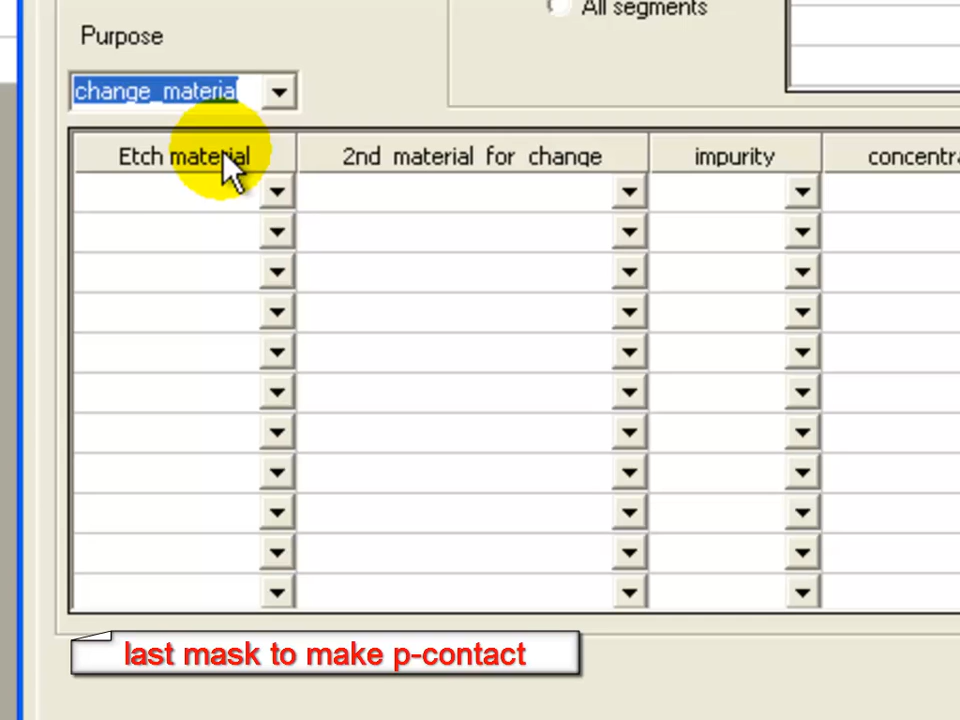 All segments
Purpose
change_material
Etch material 2nd material for change impurity
last mask to make p-contact